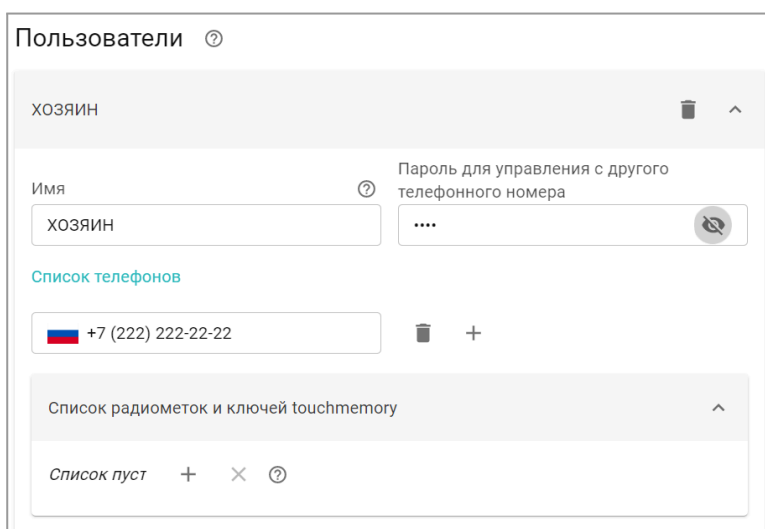 Пользователи
ХОЗЯИН
Имя
Пароль для управления с другого
телефонного номера
ХОЗЯИН
••••
Список телефонов
+7 (222) 222-22-22
Список радиометок и ключей touchmemory
Список пуст